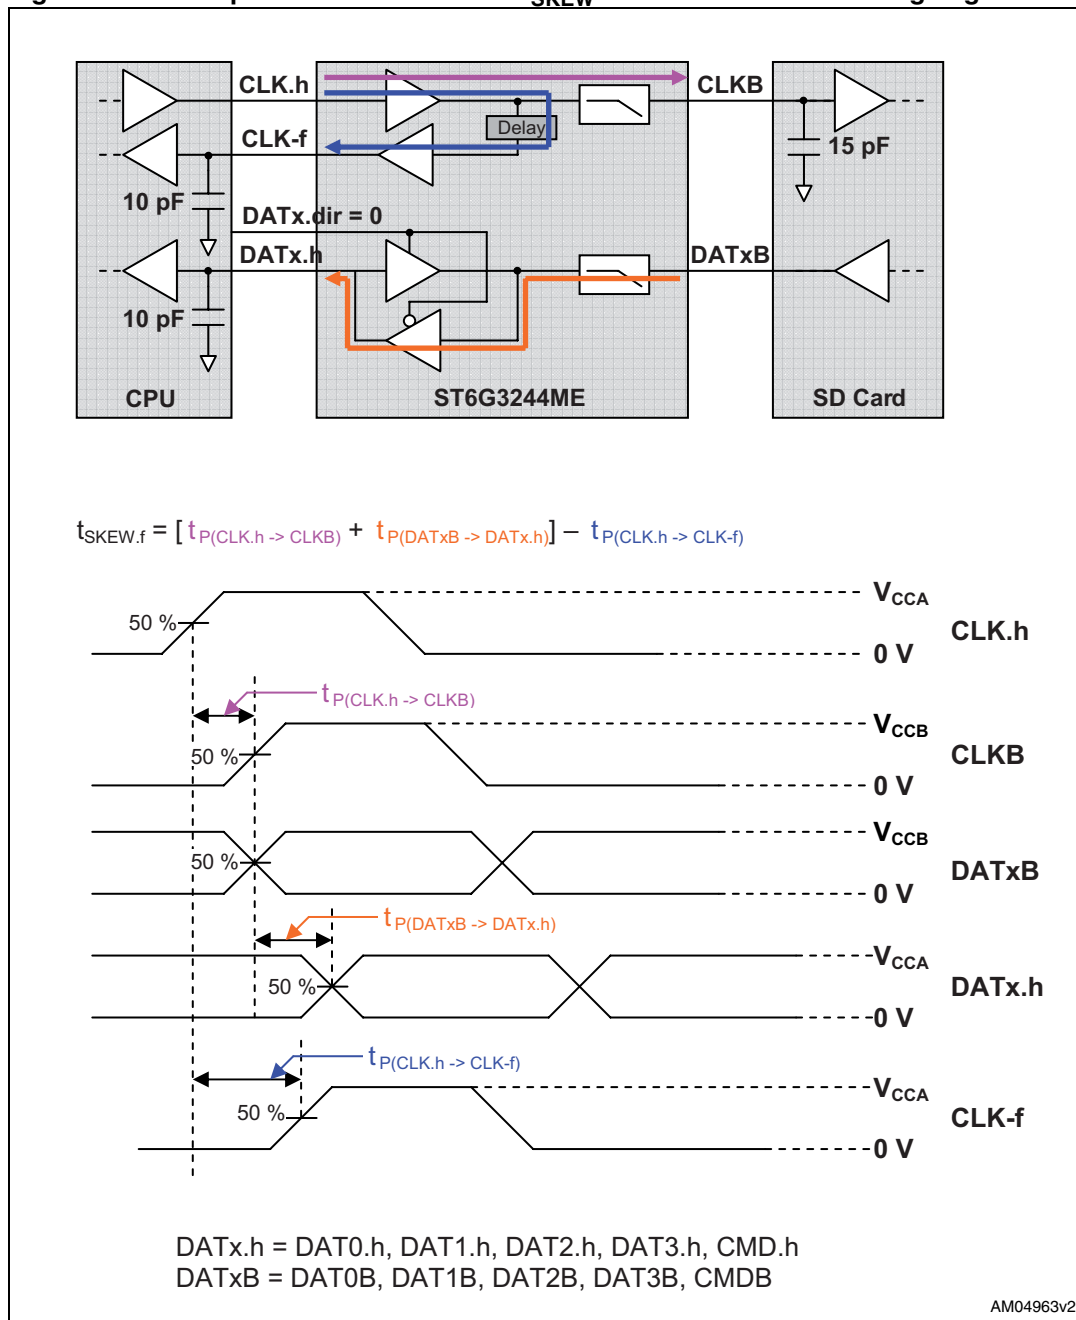 SKEW
CLK.h
CLKB
Delay
CLK-f
15 pF
10 pF
DATx.dir = 0
DATx.h
DATxB
10 pF
CPU
ST6G3244ME
SD Card
tSKEW.f = [ tP(CLK.h -> CLKB) + tP(DATxB -> DATx.h)] – tP(CLK.h -> CLK-f)
VCCA
50 %
CLK.h
0 V
tP(CLK.h -> CLKB)
VCCB
50 %
CLKB
0 V
VCCB
50 %
DATxB
0 V
tP(DATxB -> DATx.h)
VCCA
50 %
DATx.h
0 V
tP(CLK.h -> CLK-f)
VCCA
50 %
CLK-f
0 V
DATx.h = DAT0.h, DAT1.h, DAT2.h, DAT3.h, CMD.h
DATxB = DAT0B, DAT1B, DAT2B, DAT3B, CMDB
AM04963v2